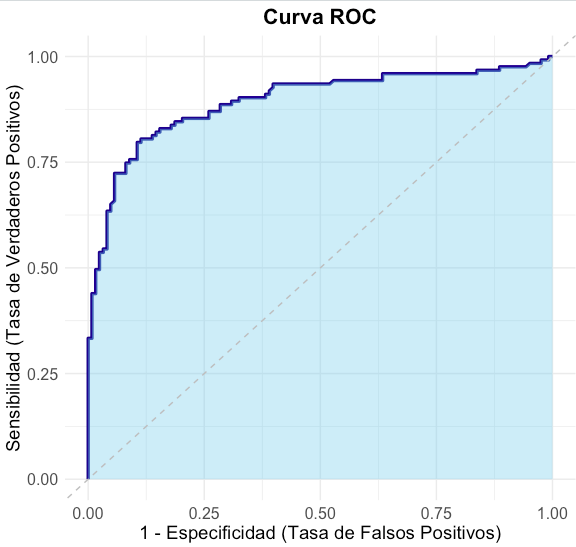 Curva ROC
Sensibilidad (Tasa de Verdaderos Positivos)
1.00
0.75
0.50
0.25
0.00
0.00 0.25 0.50 0.75 1.00
1 - Especificidad (Tasa de Falsos Positivos)